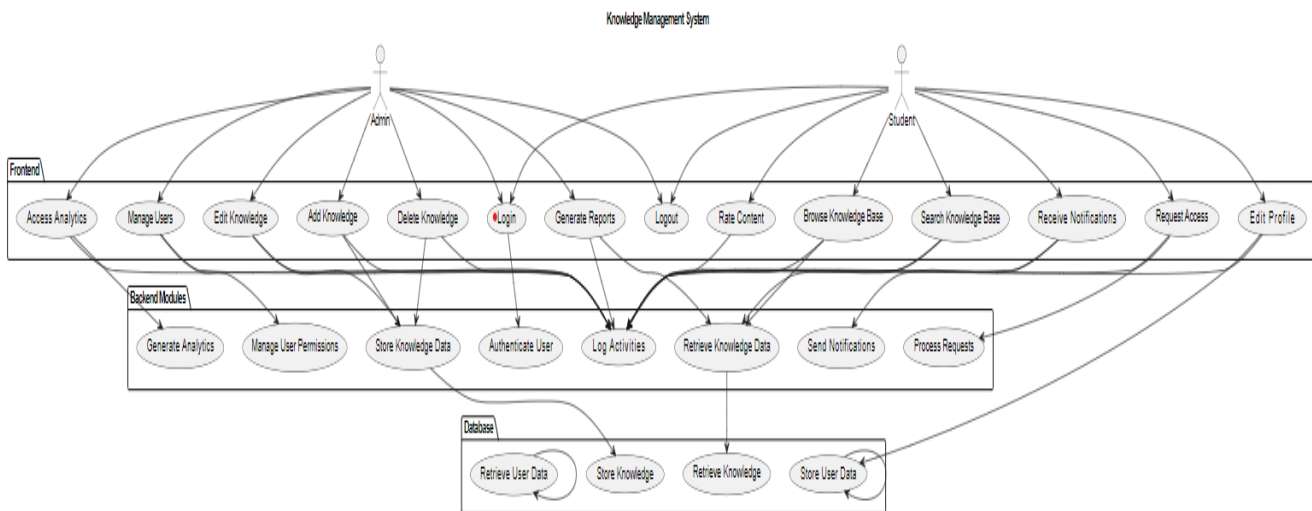 Knowledge Management System
Admin
Student
Frontend
Access Analytics
Manage Users
Edit Knowledge
Add Knowledge
Delete Knowledge
Login
Generate Reports
Logout
Rate Content
Browse Knowledge Base
Search Knowledge Base
Receive Notifications
Request Access
Edit Profile
Backend Modules
Generate Analytics
Manage User Permissions
Store Knowledge Data
Authenticate User
Log Activities
Retrieve Knowledge Data
Send Notifications
Process Requests
Database
Retrieve User Data
Store Knowledge
Retrieve Knowledge
Store User Data